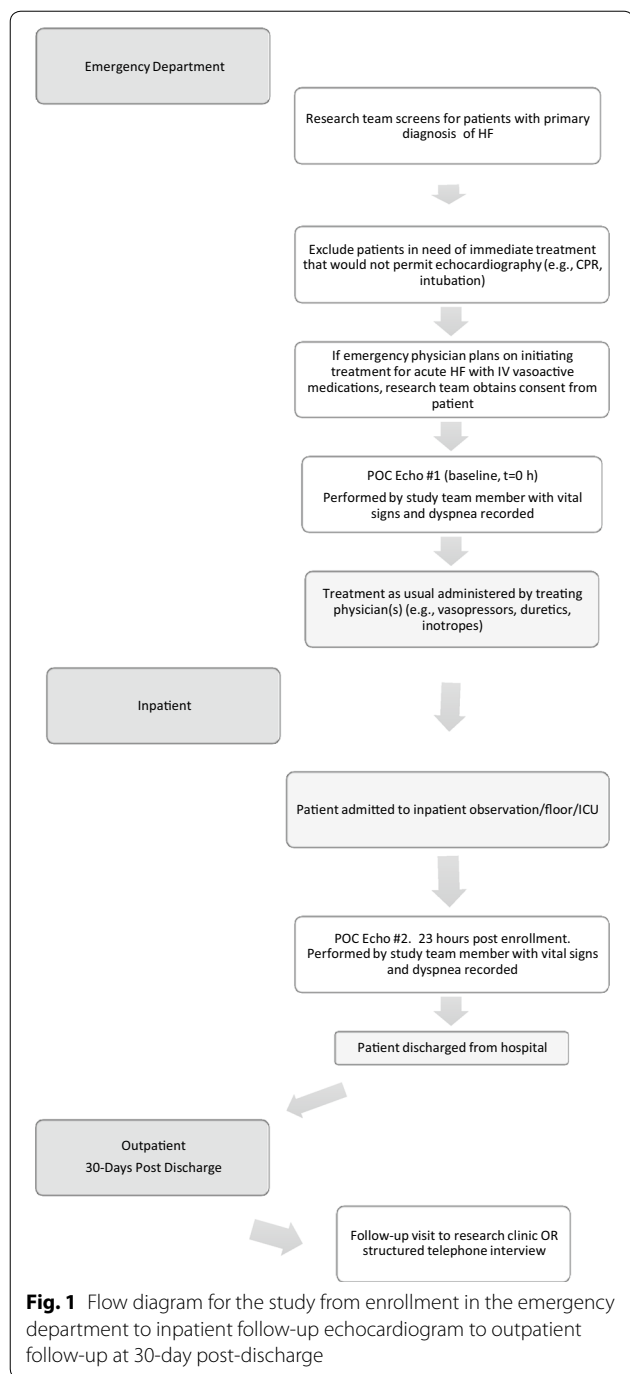 Emergency Department
Research team screens for patients with primary
diagnosis of HF
Exclude patients in need of immediate treatment
that would not permit echocardiography (e.g., CPR,
intubation)
If emergency physician plans on initiating
treatment for acute HF with IV vasoactive
medications, research team obtains consent from
patient
POC Echo #1 (baseline, t=0 h)
Performed by study team member with vital
signs and dyspnea recorded
Treatment as usual administered by treating
physician(s) (e.g., vasopressors, duretics,
inotropes)
Inpatient
Patient admitted to inpatient observation/floor/ICU
POC Echo #2. 23 hours post enrollment.
Performed by study team member with vital signs
and dyspnea recorded
Patient discharged from hospital
Outpatient
30-Days Post Discharge
Follow-up visit to research clinic OR
structured telephone interview
Fig. 1 Flow diagram for the study from enrollment in the emergency
department to inpatient follow-up echocardiogram to outpatient
follow-up at 30-day post-discharge